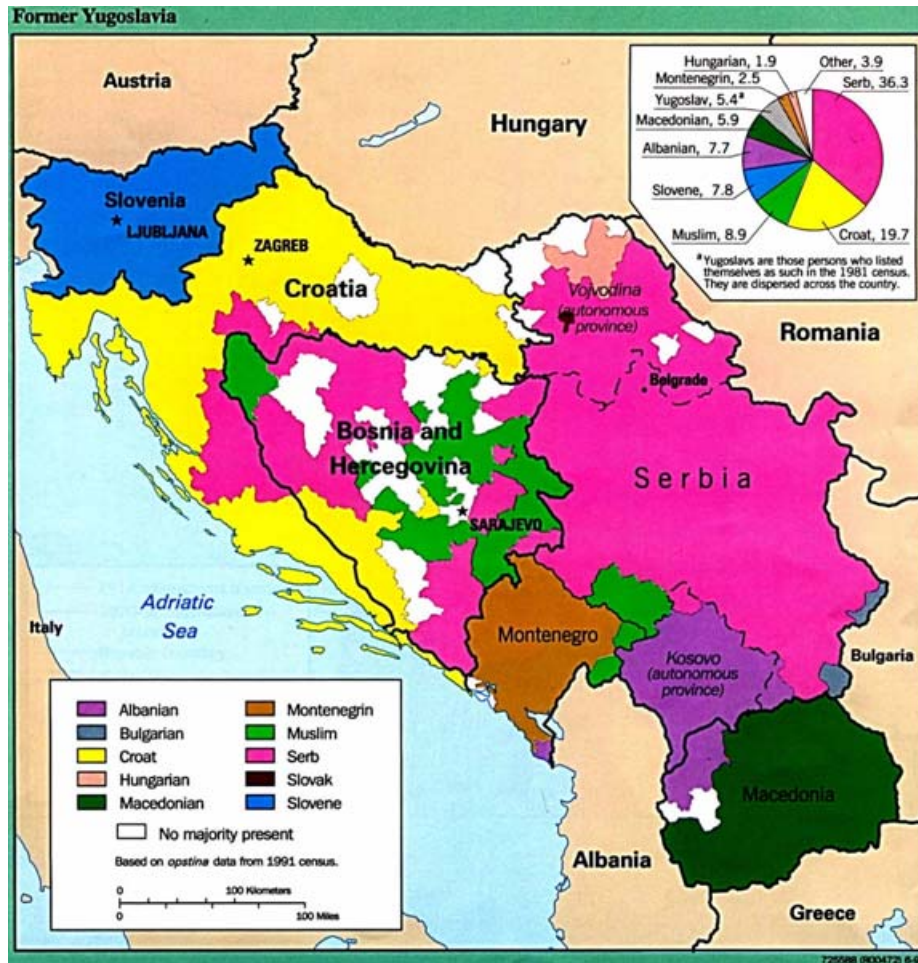 Former Yugoslavia
Austria
Hungary
Hungarian, 1.9
Other, 3.9
Montenegrin, 2.5
Serb, 36.3
Yugoslav, 5.4ª
Macedonian, 5.9
Albanian, 7.7
Slovene, 7.8
Muslim, 8.9
Croat, 19.7
ª Yugoslavs are those persons who listed
themselves as such in the 1981 census.
They are dispersed across the country.
Slovenia
LJUBLJANA
ZAGREB
Croatia
Vojvodina
(autonomous
province)
Romania
Belgrade
Bosnia and
Hercegovina
Serbia
SARAJEVO
Adriatic
Sea
Italy
Montenegro
Kosovo
(autonomous
province)
Bulgaria
Macedonia
Albania
Greece
Albanian
Bulgarian
Croat
Hungarian
Macedonian
Montenegrin
Muslim
Serb
Slovak
Slovene
No majority present
Based on opstina data from 1991 census.
0 100 Kilometers
0 100 Miles